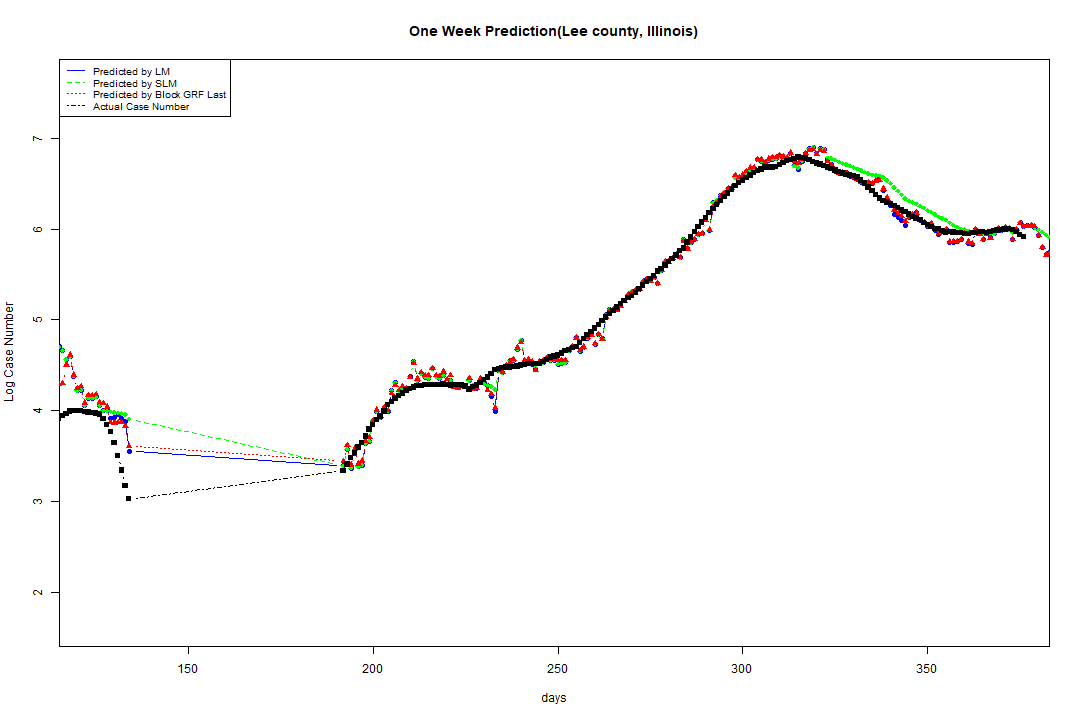 One Week Prediction(Lee county, Illinois)
Predicted by LM
Predicted by SLM
Predicted by Block GRF Last
Actual Case Number
7
6
5
4
3
2
Log Case Number
150 200 250 300 350
days